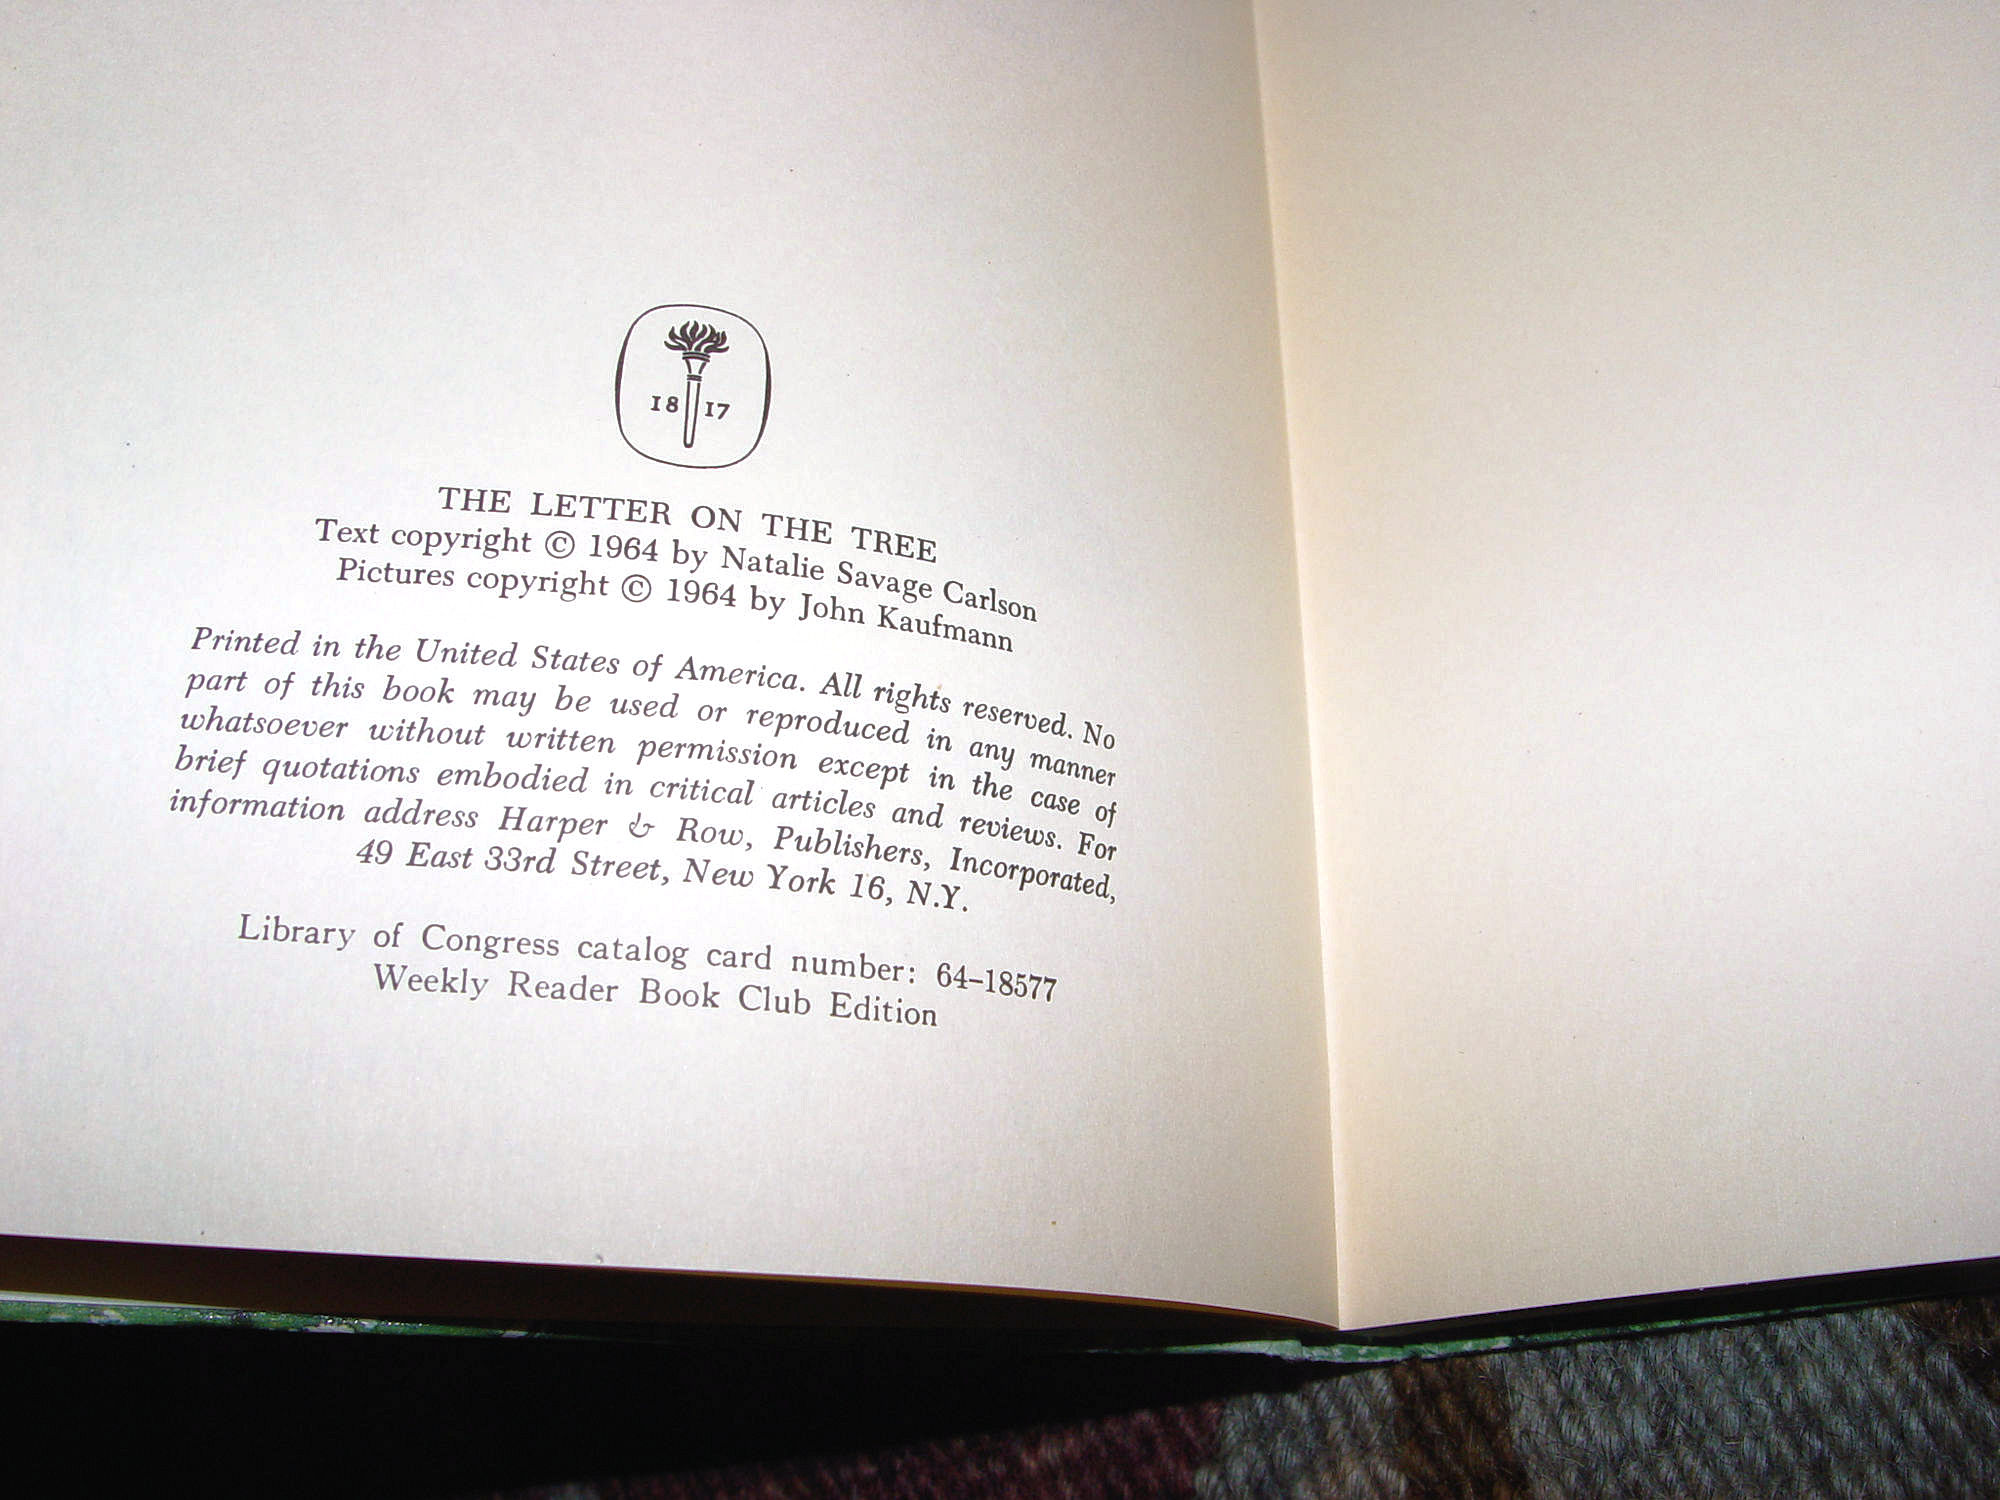 18 17
THE LETTER ON THE TREE
Text copyright © 1964 by Natalie Savage Carlson
Pictures copyright © 1964 by John Kaufmann
Printed in the United States of America. All rights reserved. No
part of this book may be used or reproduced in any manner
whatsoever without written permission except in the case of
brief quotations embodied in critical articles and reviews. For
information address Harper & Row, Publishers, Incorporated,
49 East 33rd Street, New York 16, N.Y.
Library of Congress catalog card number: 64–18577
Weekly Reader Book Club Edition